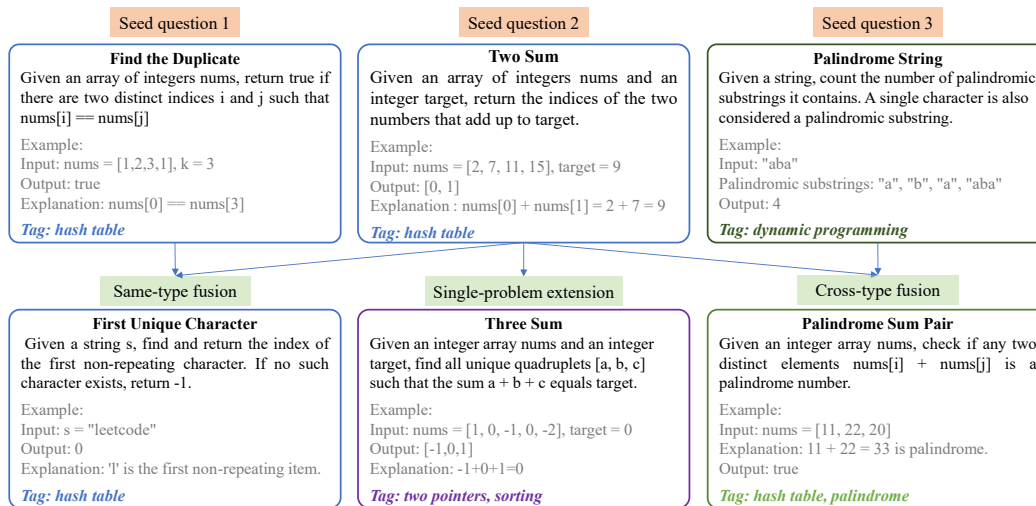 Seed question 1
Seed question 2
Seed question 3
Find the Duplicate
Given an array of integers nums, return true if
there are two distinct indices i and j such that
nums[i] == nums[j]
Example:
Input: nums = [1,2,3,1], k = 3
Output: true
Explanation: nums[0] == nums[3]
Tag: hash table
Two Sum
Given an array of integers nums and an
integer target, return the indices of the two
numbers that add up to target.
Example:
Input: nums = [2, 7, 11, 15], target = 9
Output: [0, 1]
Explanation : nums[0] + nums[1] = 2 + 7 = 9
Tag: hash table
Palindrome String
Given a string, count the number of palindromic
substrings it contains. A single character is also
considered a palindromic substring.
Example:
Input: "aba"
Palindromic substrings: "a", "b", "a", "aba"
Output: 4
Tag: dynamic programming
Same-type fusion
Single-problem extension
Cross-type fusion
First Unique Character
Given a string s, find and return the index of
the first non-repeating character. If no such
character exists, return -1.
Example:
Input: s = "leetcode"
Output: 0
Explanation: 'l' is the first non-repeating item.
Tag: hash table
Three Sum
Given an integer array nums and an integer
target, find all unique quadruplets [a, b, c]
such that the sum a + b + c equals target.
Example:
Input: nums = [1, 0, -1, 0, -2], target = 0
Output: [-1,0,1]
Explanation: -1+0+1=0
Tag: two pointers, sorting
Palindrome Sum Pair
Given an integer array nums, check if any two
distinct elements nums[i] + nums[j] is a
palindrome number.
Example:
Input: nums = [11, 22, 20]
Explanation: 11 + 22 = 33 is palindrome.
Output: true
Tag: hash table, palindrome